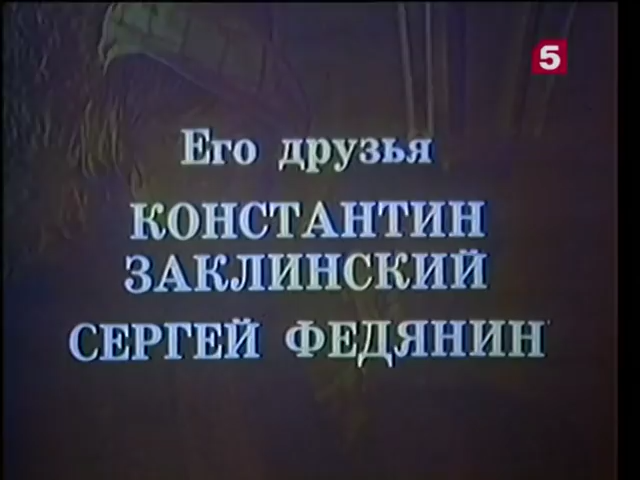 5
Его друзья
КОНСТАНТИН
ЗАКЛИНСКИЙ
СЕРГЕЙ ФЕДЯНИН